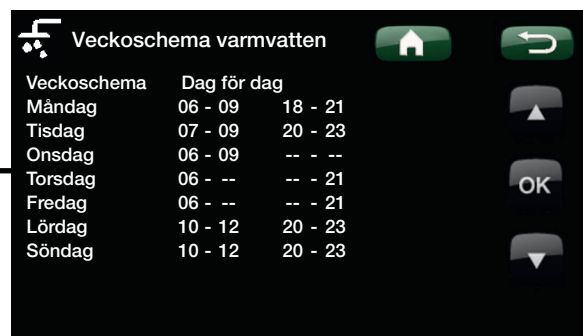 Veckoschema varmvatten
Veckoschema Dag för dag
Måndag 06 - 09 18 - 21
Tisdag 07 - 09 20 - 23
Onsdag 06 - 09 -- - --
Torsdag 06 - -- -- - 21
Fredag 06 - -- -- - 21
Lördag 10 - 12 20 - 23
Söndag 10 - 12 20 - 23
OK